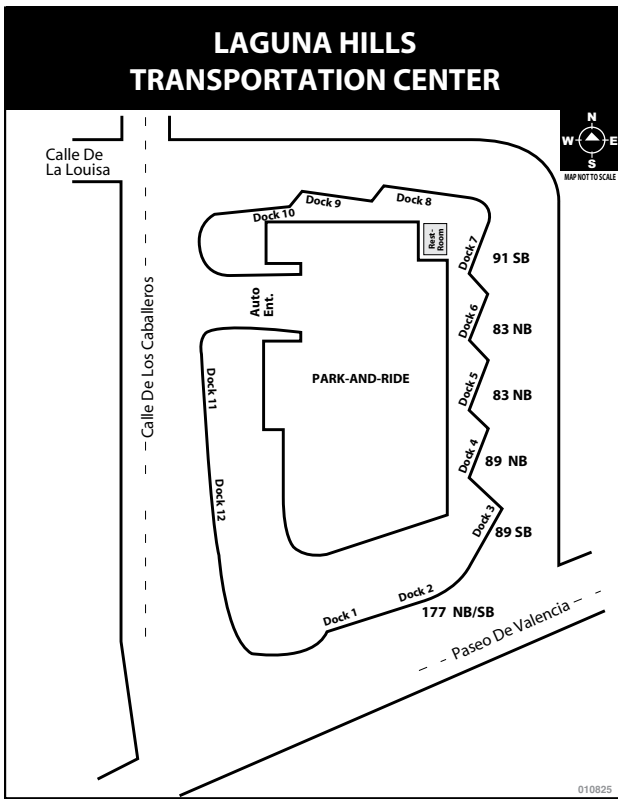 LAGUNA HILLS
TRANSPORTATION CENTER
N
W E
S
MAP NOT TO SCALE
Calle De
La Louisa
Dock 10
Dock 9
Dock 8
Rest-
Room
Dock 7
91 SB
Auto
Ent.
Calle De Los Caballeros
Dock 6
83 NB
PARK-AND-RIDE
Dock 11
Dock 5
83 NB
Dock 4
89 NB
Dock 12
Dock 3
89 SB
Dock 1
Dock 2
177 NB/SB
Paseo De Valencia
010825